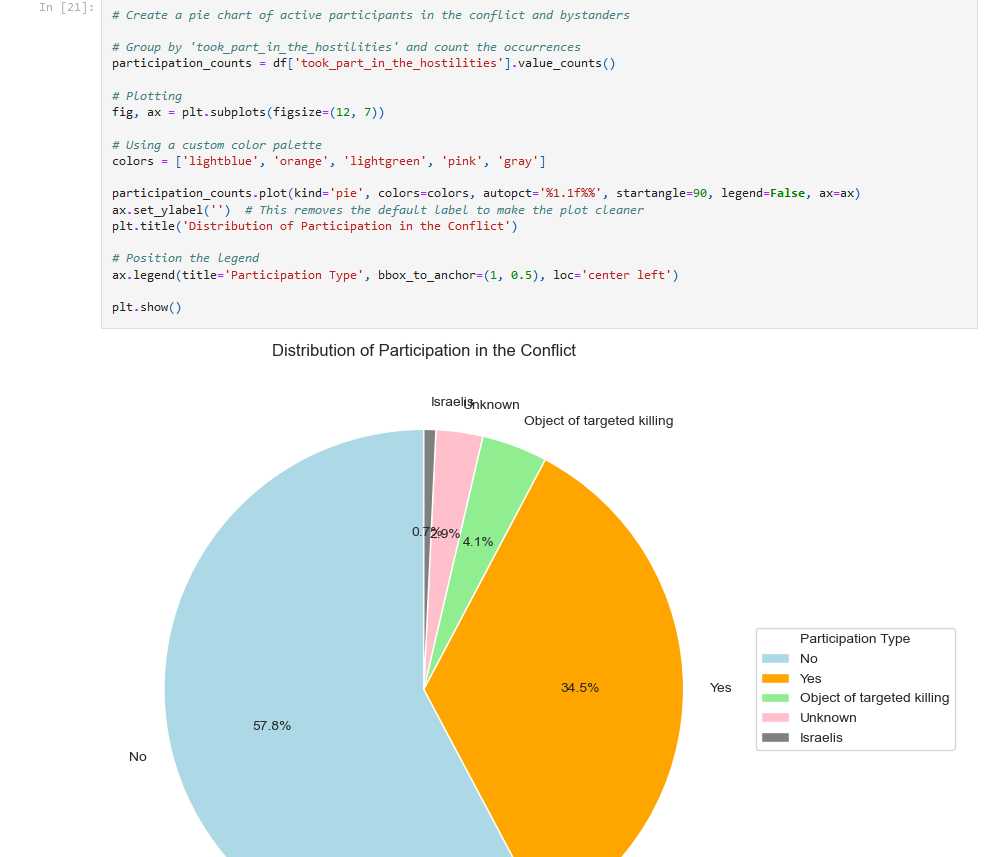 In [21]:
# Create a pie chart of active participants in the conflict and bystanders
# Group by 'took_part_in_the_hostilities' and count the occurrences
participation_counts = df['took_part_in_the_hostilities'].value_counts()
# Plotting
fig, ax = plt.subplots(figsize=(12, 7))
# Using a custom color palette
colors = ['lightblue', 'orange', 'lightgreen', 'pink', 'gray']
participation_counts.plot(kind='pie', colors=colors, autopct='%1.1f%%', startangle=90, legend=False, ax=ax)
ax.set_ylabel('')  # This removes the default label to make the plot cleaner
plt.title('Distribution of Participation in the Conflict')
# Position the legend
ax.legend(title='Participation Type', bbox_to_anchor=(1, 0.5), loc='center left')
plt.show()
Distribution of Participation in the Conflict
Israelis
Unknown
Object of targeted killing
0.7%
2.9%
4.1%
34.5%
Yes
57.8%
No
Participation Type
No
Yes
Object of targeted killing
Unknown
Israelis